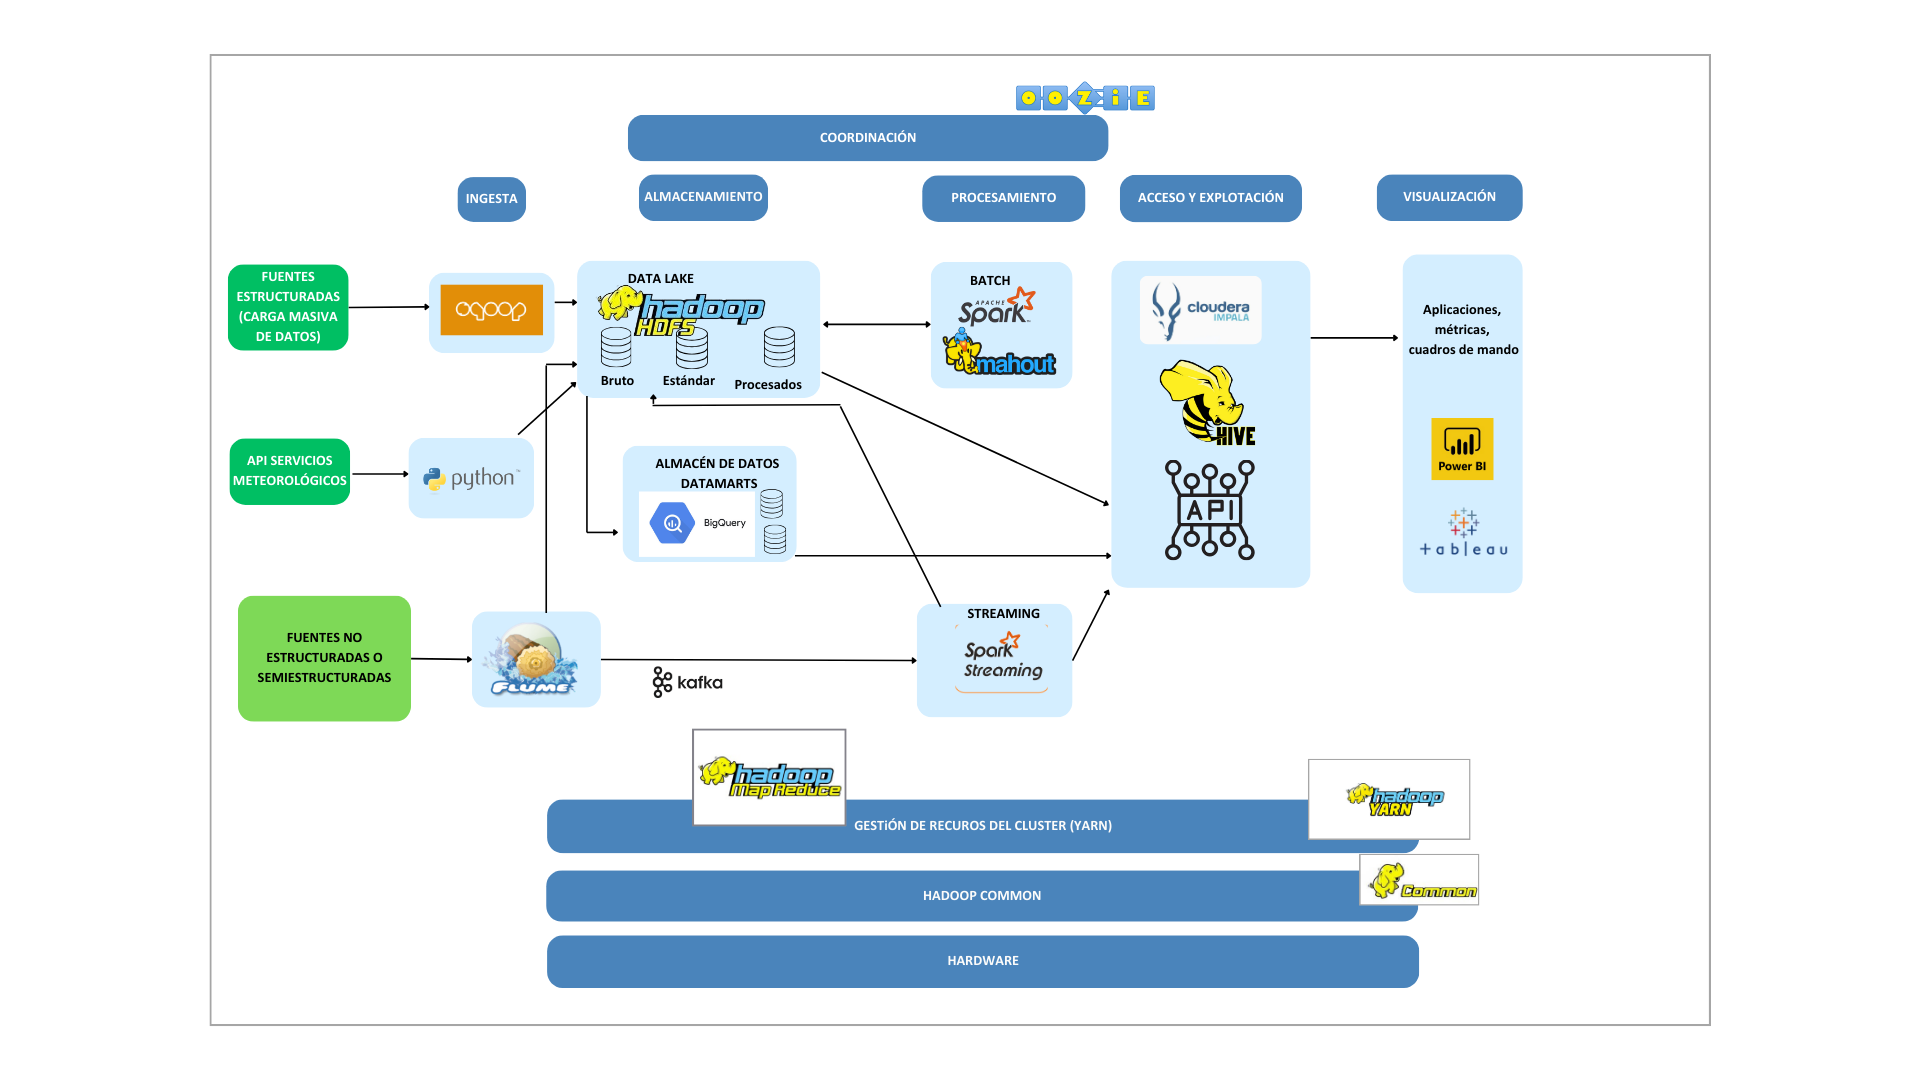 OOZiE
COORDINACIÓN
INGESTA
ALMACENAMIENTO
PROCESAMIENTO
ACCESO Y EXPLOTACIÓN
VISUALIZACIÓN
FUENTES
ESTRUCTURADAS
(CARGA MASIVA
DE DATOS)
sqoop
DATA LAKE
hadoop
HDFS
Bruto
Estándar
Procesados
BATCH
APACHE
Spark
mahout
cloudera
IMPALA
HIVE
API
Aplicaciones,
métricas,
cuadros de mando
Power BI
+ a b l e a u
API SERVICIOS
METEOROLÓGICOS
python™
ALMACÉN DE DATOS
DATAMARTS
BigQuery
FUENTES NO
ESTRUCTURADAS O
SEMIESTRUCTURADAS
FLUME
kafka
STREAMING
Spark
Streaming
hadoop
Map Reduce
GESTiÓN DE RECUROS DEL CLUSTER (YARN)
hadoop
YARN
HADOOP COMMON
Common
HARDWARE